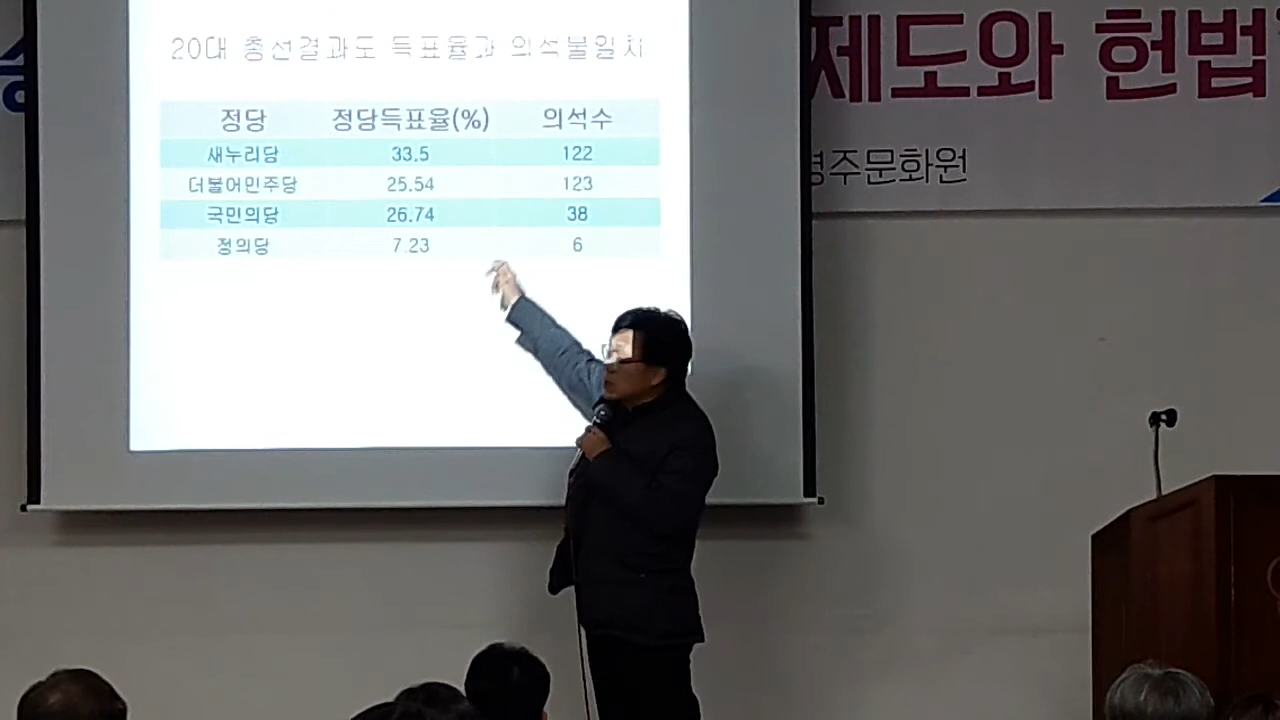 20대 총선결과도 득표율과 의석불일치
정당 정당득표율(%) 의석수
새누리당 33.5 122
더불어민주당 25.54 123
국민의당 26.74 38
정의당 7.23 6
제도와 헌법
주문화원